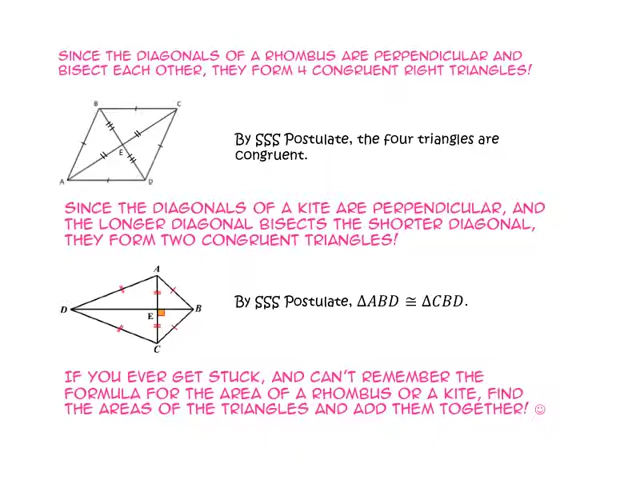 SINCE THE DIAGONALS OF A RHOMBUS ARE PERPENDICULAR AND
BISECT EACH OTHER, THEY FORM 4 CONGRUENT RIGHT TRIANGLES!
B
C
E
A
D
By SSS Postulate, the four triangles are
congruent.
SINCE THE DIAGONALS OF A KITE ARE PERPENDICULAR, AND
THE LONGER DIAGONAL BISECTS THE SHORTER DIAGONAL,
THEY FORM TWO CONGRUENT TRIANGLES!
A
D
B
E
C
By SSS Postulate, ΔABD ≅ ΔCBD.
IF YOU EVER GET STUCK, AND CAN'T REMEMBER THE
FORMULA FOR THE AREA OF A RHOMBUS OR A KITE, FIND
THE AREAS OF THE TRIANGLES AND ADD THEM TOGETHER! ☺